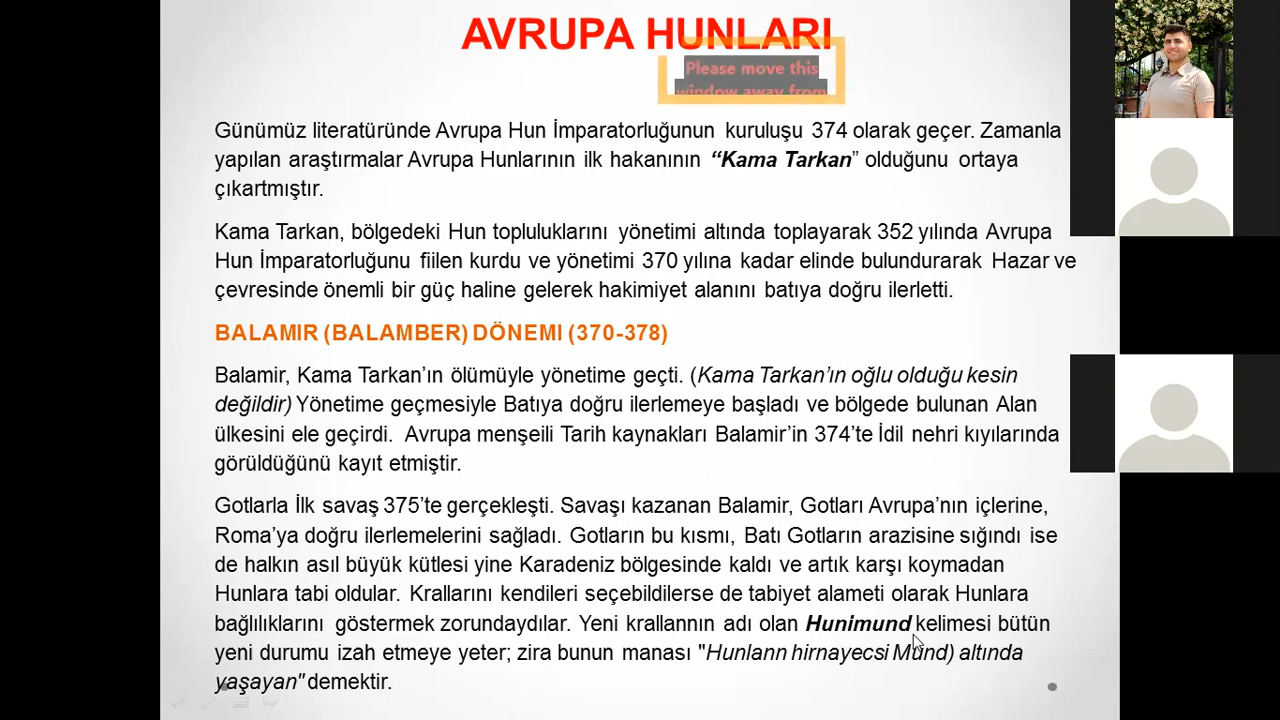 AVRUPA HUNLARI
Please move this
window away from
Günümüz literatüründe Avrupa Hun İmparatorluğunun kuruluşu 374 olarak geçer. Zamanla
yapılan araştırmalar Avrupa Hunlarının ilk hakanının “Kama Tarkan” olduğunu ortaya
çıkartmıştır.
Kama Tarkan, bölgedeki Hun topluluklarını yönetimi altında toplayarak 352 yılında Avrupa
Hun İmparatorluğunu fiilen kurdu ve yönetimi 370 yılına kadar elinde bulundurarak Hazar ve
çevresinde önemli bir güç haline gelerek hakimiyet alanını batıya doğru ilerletti.
BALAMIR (BALAMBER) DÖNEMİ (370-378)
Balamir, Kama Tarkan’ın ölümüyle yönetime geçti. (Kama Tarkan’ın oğlu olduğu kesin
değildir) Yönetime geçmesiyle Batıya doğru ilerlemeye başladı ve bölgede bulunan Alan
ülkesini ele geçirdi. Avrupa menşeili Tarih kaynakları Balamir’in 374’te İdil nehri kıyılarında
görüldüğünü kayıt etmiştir.
Gotlarla İlk savaş 375’te gerçekleşti. Savaşı kazanan Balamir, Gotları Avrupa’nın içlerine,
Roma’ya doğru ilerlemelerini sağladı. Gotların bu kısmı, Batı Gotların arazisine sığındı ise
de halkın asıl büyük kütlesi yine Karadeniz bölgesinde kaldı ve artık karşı koymadan
Hunlara tabi oldular. Krallarını kendileri seçebildilerse de tabiyet alameti olarak Hunlara
bağlılıklarını göstermek zorundaydılar. Yeni krallannın adı olan Hunimund kelimesi bütün
yeni durumu izah etmeye yeter; zira bunun manası "Hunlann hirnayecsi Mund) altında
yaşayan" demektir.